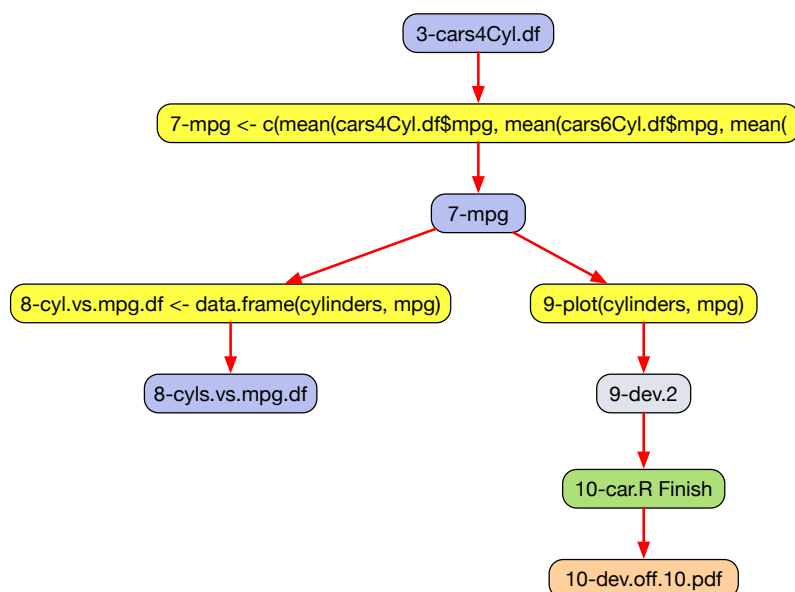 3-cars4Cyl.df
7-mpg <- c(mean(cars4Cyl.df$mpg, mean(cars6Cyl.df$mpg, mean(
7-mpg
8-cyl.vs.mpg.df <- data.frame(cylinders, mpg)
9-plot(cylinders, mpg)
8-cyls.vs.mpg.df
9-dev.2
10-car.R Finish
10-dev.off.10.pdf